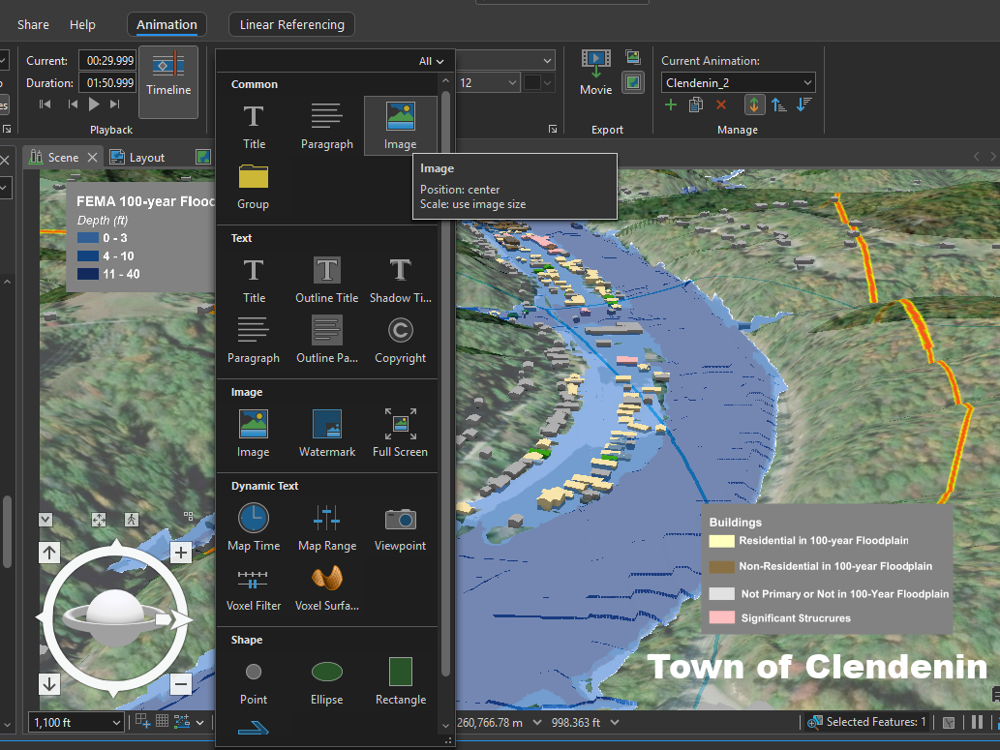 Share Help Animation Linear Referencing
Current: 00:29.999
Duration: 01:50.999
Timeline
Playback
All
12
Movie
Export
Current Animation:
Clendenin_2
Manage
Common
Title Paragraph Image
Group
Image
Position: center
Scale: use image size
Text
Title Outline Title Shadow Ti...
Paragraph Outline Pa... Copyright
Image
Image Watermark Full Screen
Dynamic Text
Map Time Map Range Viewpoint
Voxel Filter Voxel Surfa...
Shape
Point Ellipse Rectangle
Scene Layout
FEMA 100-year Floo
Depth (ft)
0 - 3
4 - 10
11 - 40
Buildings
Residential in 100-year Floodplain
Non-Residential in 100-year Floodplain
Not Primary or Not in 100-Year Floodplain
Significant Strucrures
Town of Clendenin
1,100 ft 260,766.78 m 998.363 ft Selected Features: 1